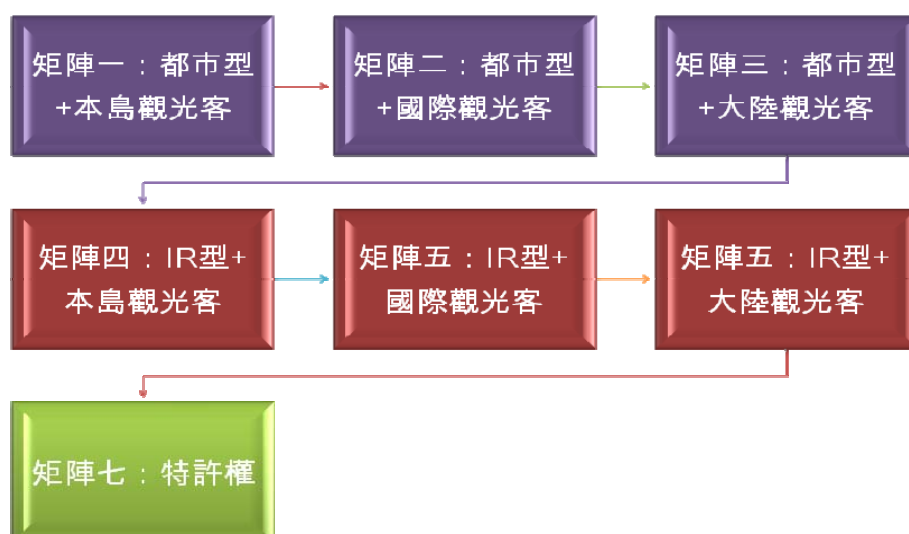 矩陣一：都市型
+本島觀光客
矩陣二：都市型
+國際觀光客
矩陣三：都市型
+大陸觀光客
矩陣四：IR型+
本島觀光客
矩陣五：IR型+
國際觀光客
矩陣五：IR型+
大陸觀光客
矩陣七：特許權